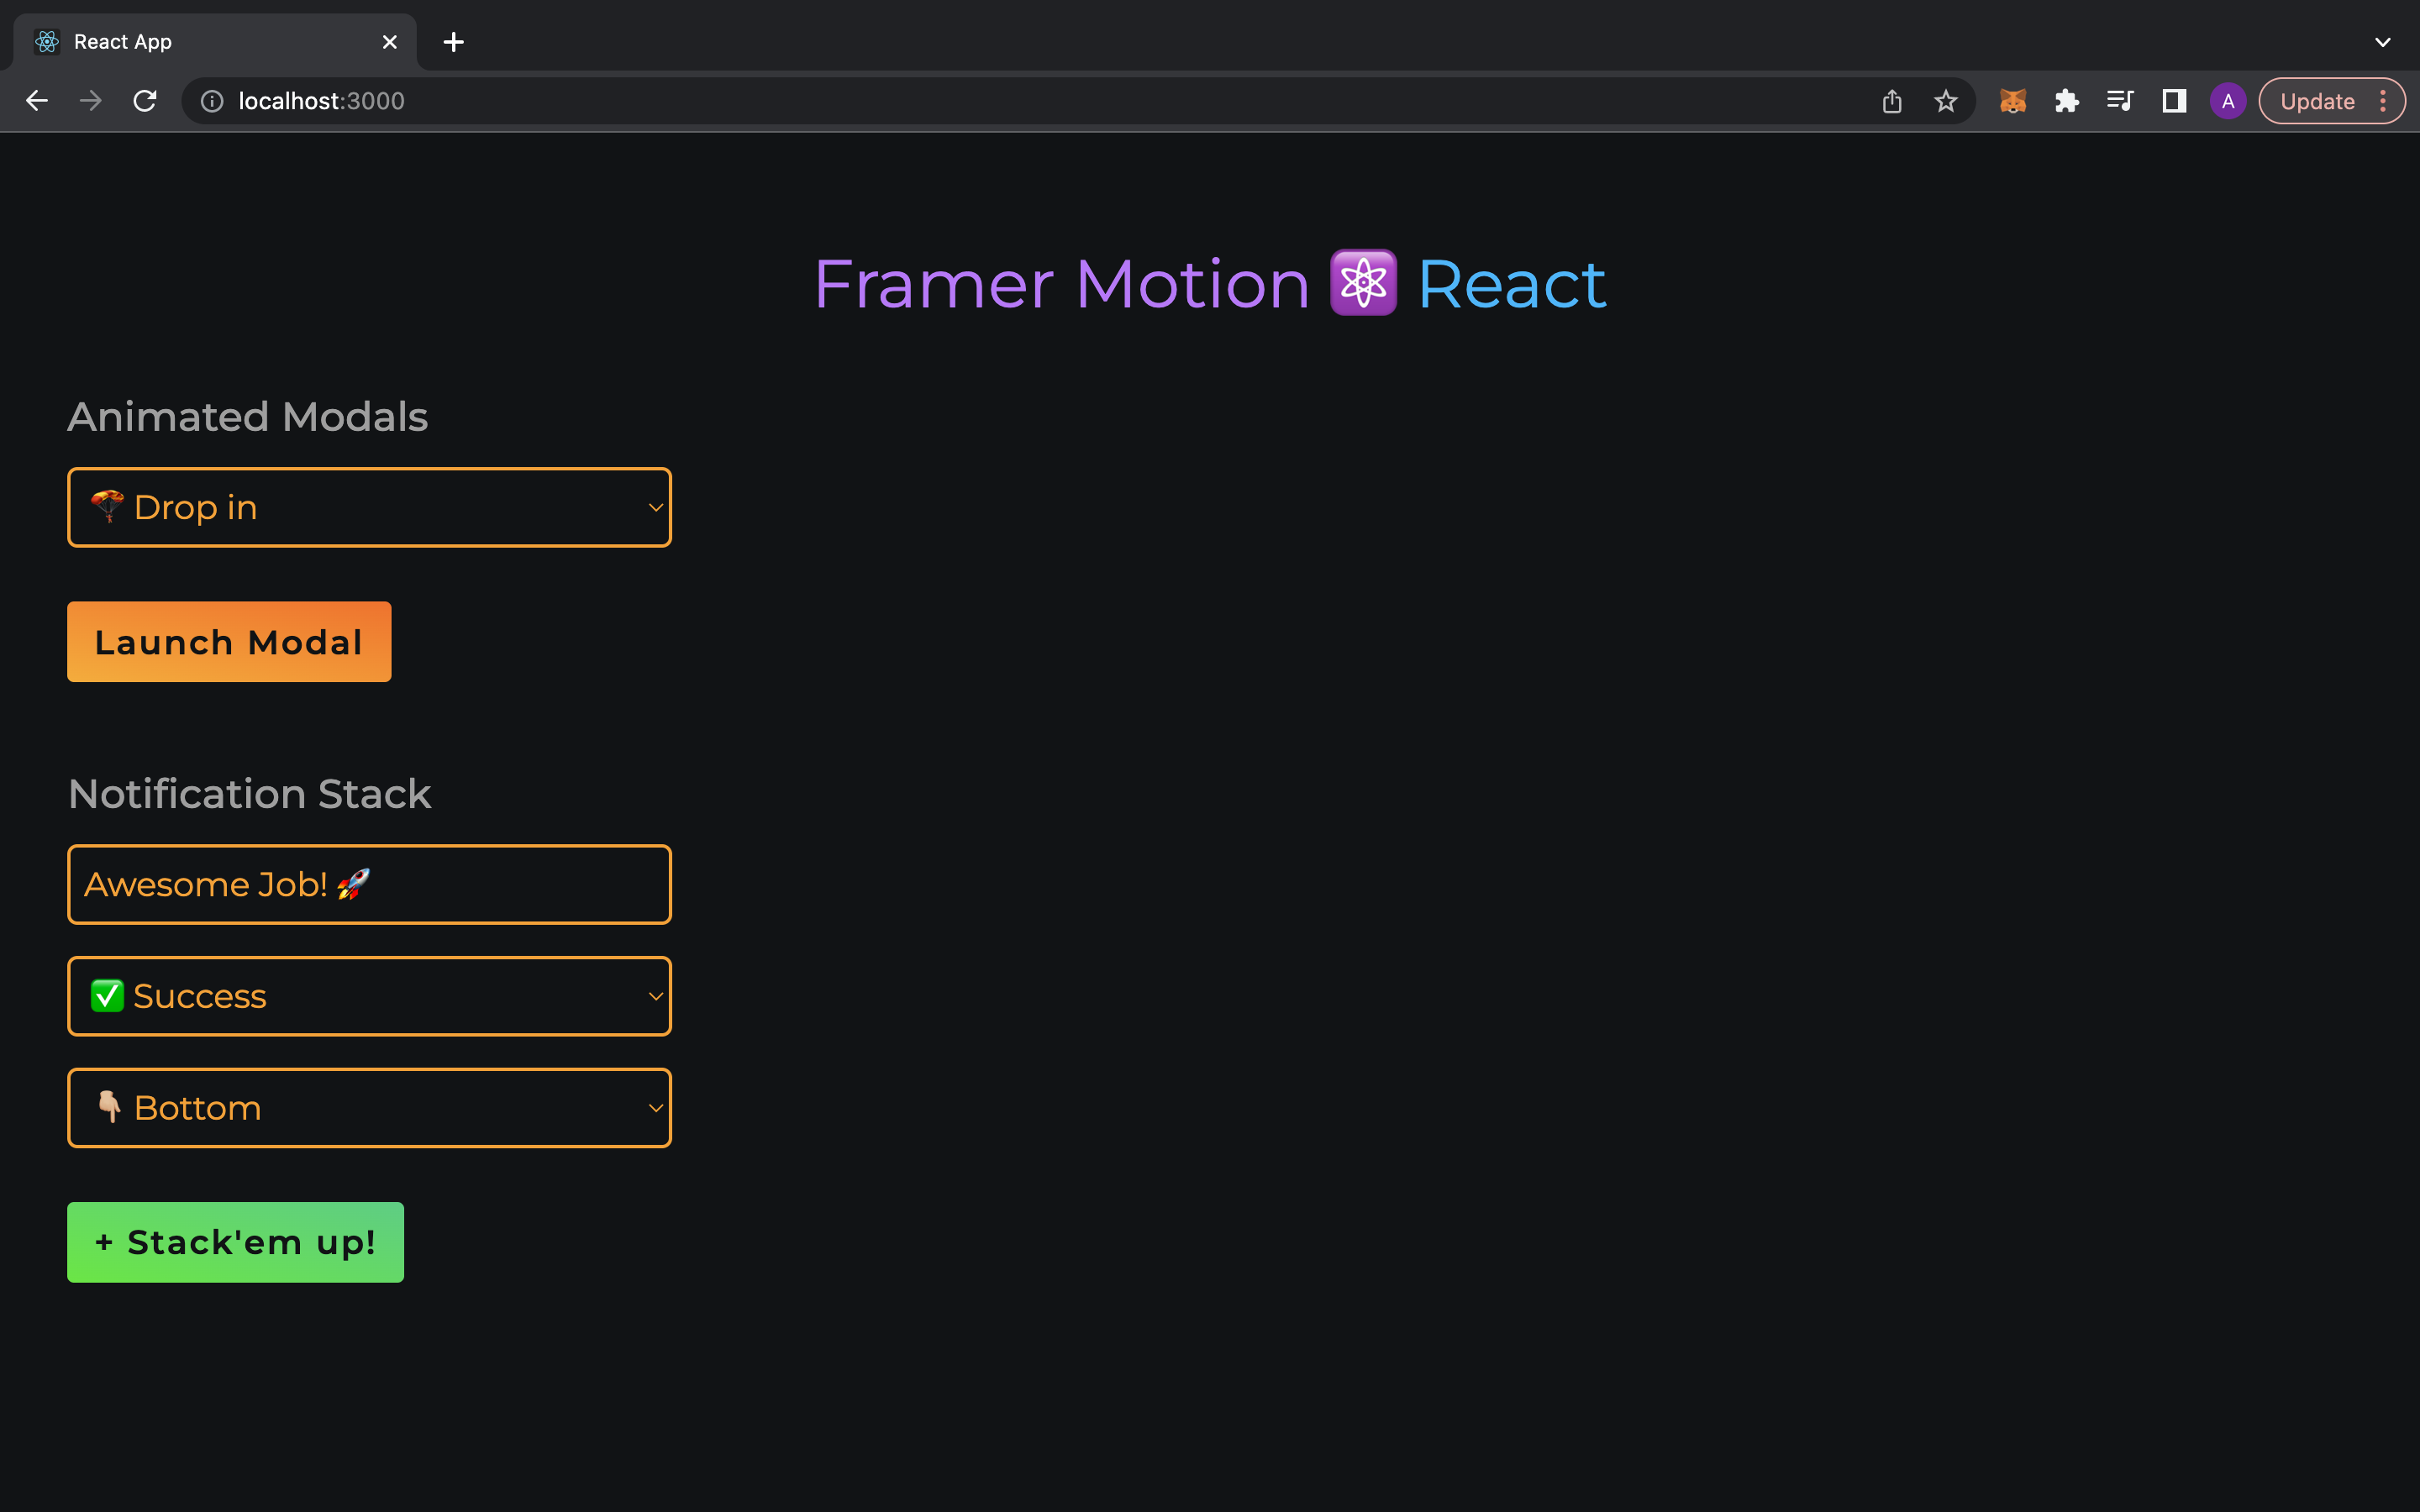 React App
localhost:3000
A
Update
Framer Motion ⚛️ React
Animated Modals
🪂 Drop in
Launch Modal
Notification Stack
Awesome Job! 🚀
✅ Success
👇🏼 Bottom
+ Stack'em up!